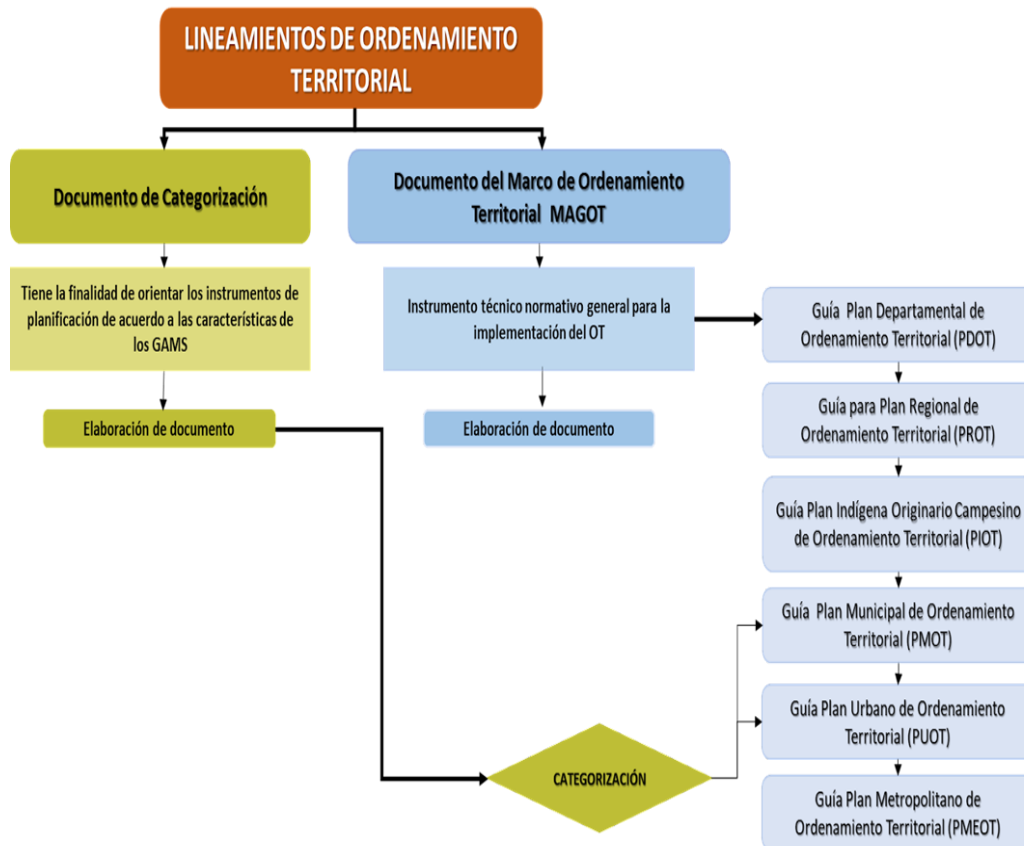 LINEAMIENTOS DE ORDENAMIENTO
TERRITORIAL
Documento de Categorización
Documento del Marco de Ordenamiento
Territorial MAGOT
Tiene la finalidad de orientar los instrumentos de
planificación de acuerdo a las características de
los GAMS
Instrumento técnico normativo general para la
implementación del OT
Elaboración de documento
Elaboración de documento
Guía Plan Departamental de
Ordenamiento Territorial (PDOT)
Guía para Plan Regional de
Ordenamiento Territorial (PROT)
Guía Plan Indígena Originario Campesino
de Ordenamiento Territorial (PIOT)
Guía Plan Municipal de Ordenamiento
Territorial (PMOT)
Guía Plan Urbano de Ordenamiento
Territorial (PUOT)
CATEGORIZACIÓN
Guía Plan Metropolitano de
Ordenamiento Territorial (PMEOT)